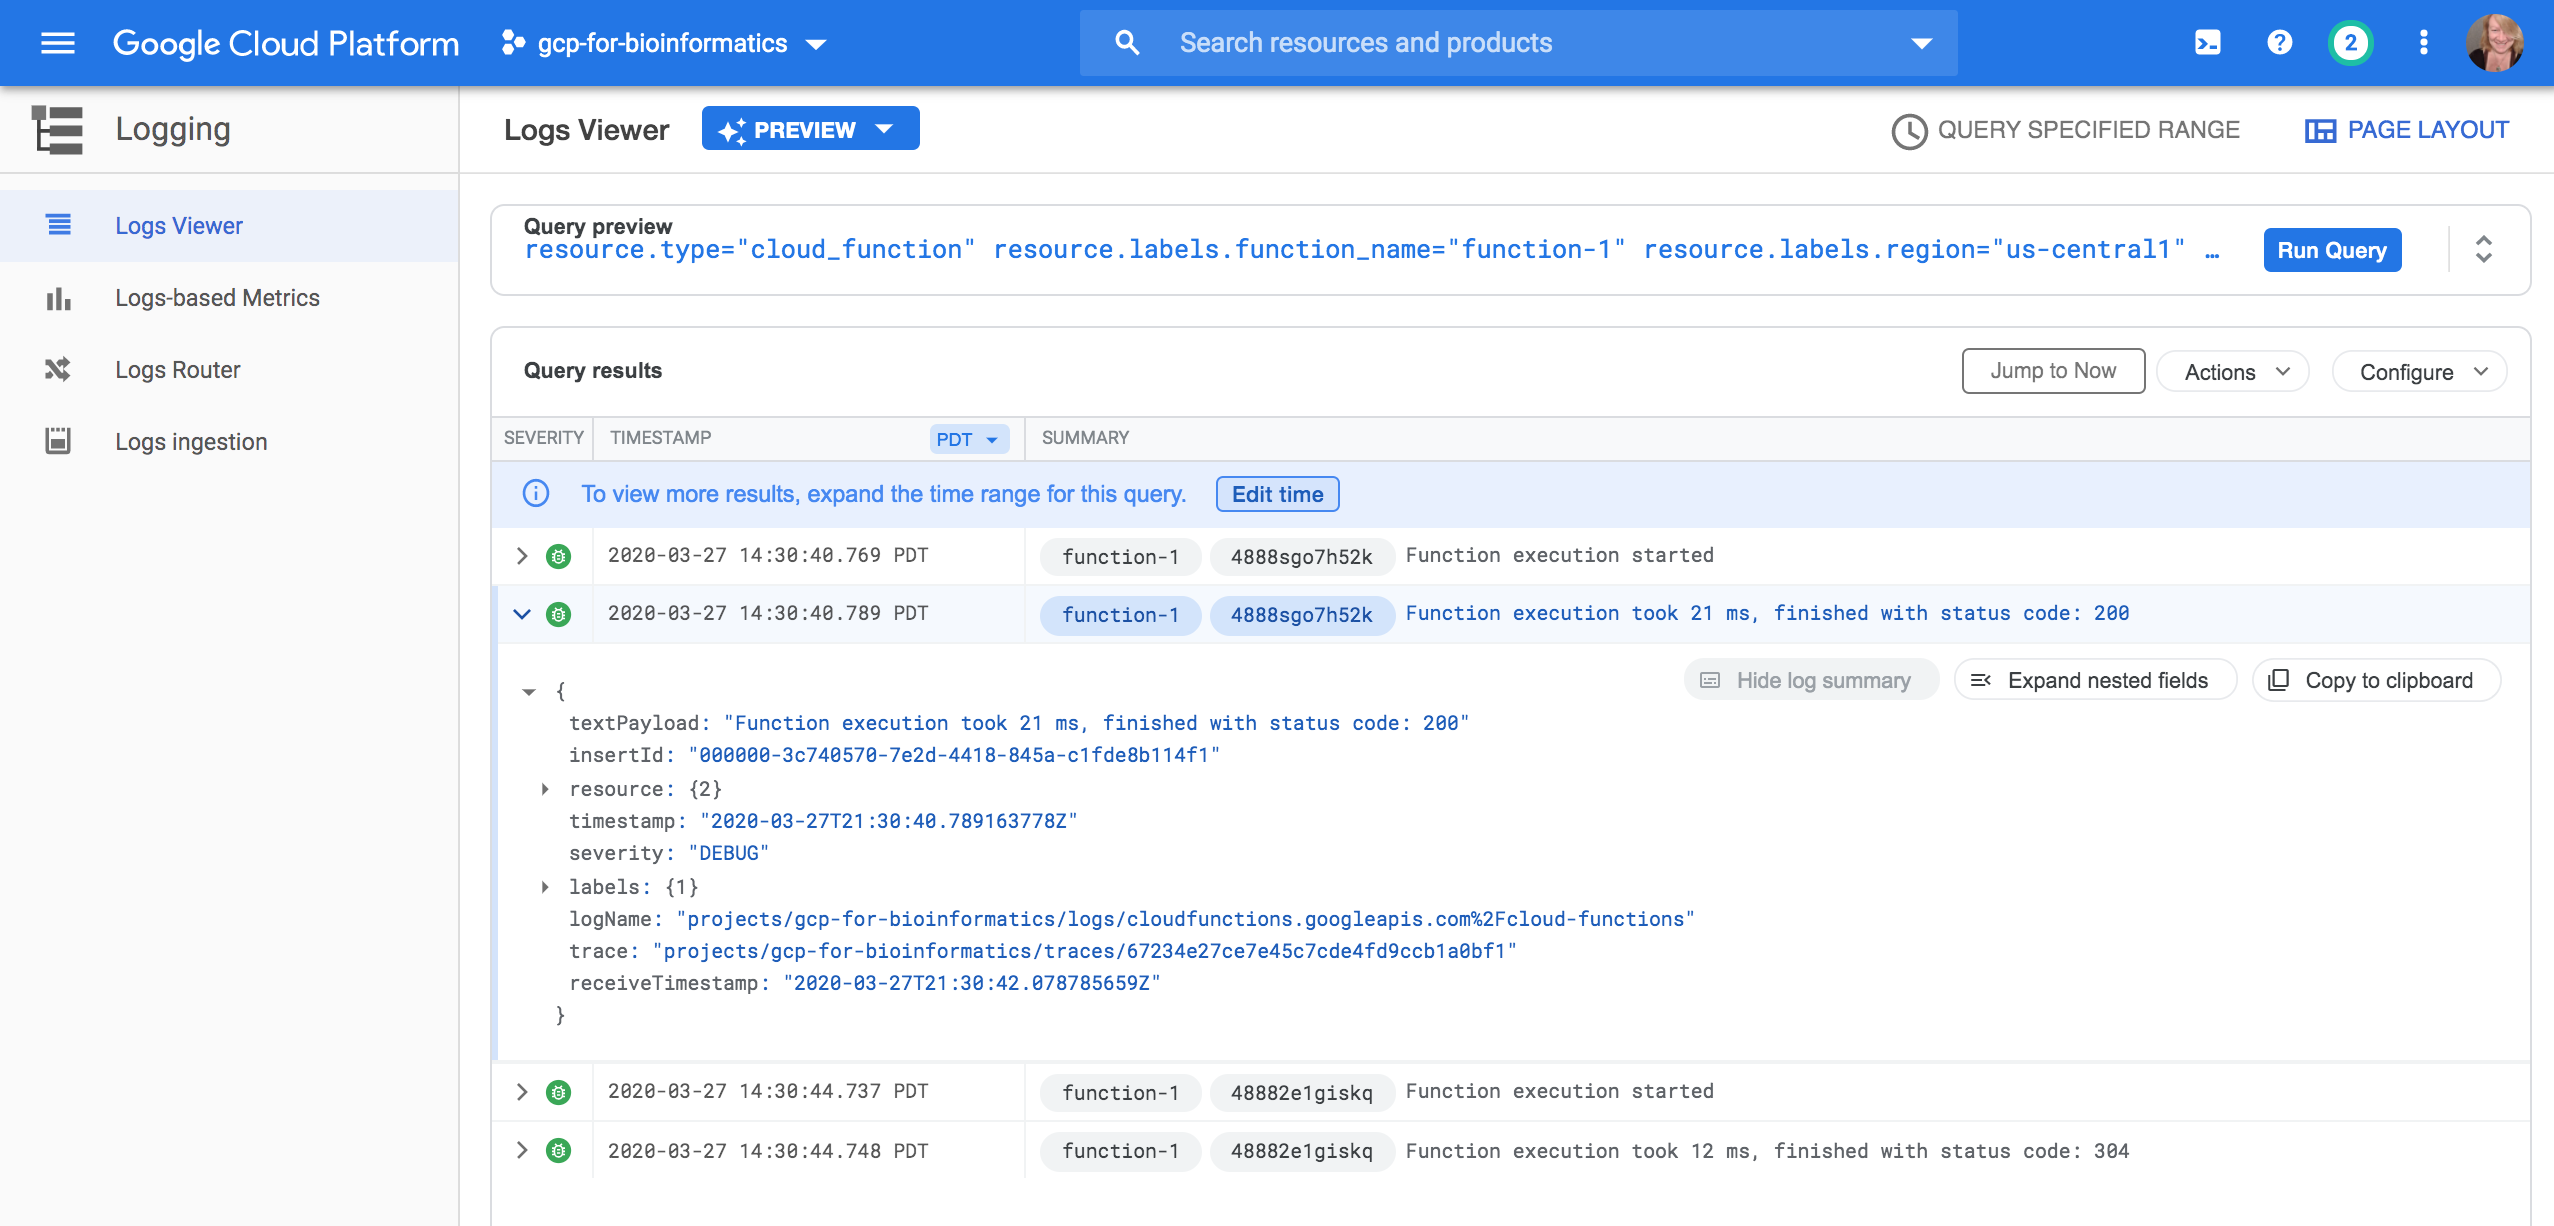 Google Cloud Platform gcp-for-bioinformatics Search resources and products 2
Logging Logs Viewer PREVIEW QUERY SPECIFIED RANGE PAGE LAYOUT
Logs Viewer
Logs-based Metrics
Logs Router
Logs ingestion
Query preview
resource.type="cloud_function" resource.labels.function_name="function-1" resource.labels.region="us-central1" … Run Query
Query results Jump to Now Actions Configure
SEVERITY TIMESTAMP PDT SUMMARY
To view more results, expand the time range for this query. Edit time
2020-03-27 14:30:40.769 PDT function-1 4888sgo7h52k Function execution started
2020-03-27 14:30:40.789 PDT function-1 4888sgo7h52k Function execution took 21 ms, finished with status code: 200
Hide log summary Expand nested fields Copy to clipboard
{
textPayload: "Function execution took 21 ms, finished with status code: 200"
insertId: "000000-3c740570-7e2d-4418-845a-c1fde8b114f1"
resource: {2}
timestamp: "2020-03-27T21:30:40.789163778Z"
severity: "DEBUG"
labels: {1}
logName: "projects/gcp-for-bioinformatics/logs/cloudfunctions.googleapis.com%2Fcloud-functions"
trace: "projects/gcp-for-bioinformatics/traces/67234e27ce7e45c7cde4fd9ccb1a0bf1"
receiveTimestamp: "2020-03-27T21:30:42.078785659Z"
}
2020-03-27 14:30:44.737 PDT function-1 48882e1giskq Function execution started
2020-03-27 14:30:44.748 PDT function-1 48882e1giskq Function execution took 12 ms, finished with status code: 304